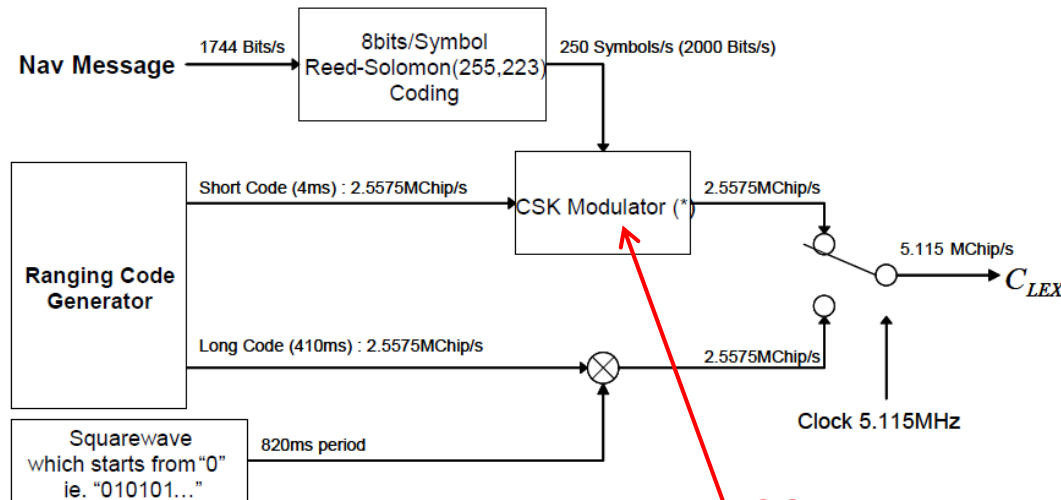 Nav Message
1744 Bits/s
8bits/Symbol
Reed-Solomon(255,223)
Coding
250 Symbols/s (2000 Bits/s)
Short Code (4ms) : 2.5575MChip/s
CSK Modulator (*)
2.5575MChip/s
5.115 MChip/s
C_LEX
Ranging Code
Generator
Long Code (410ms) : 2.5575MChip/s
2.5575MChip/s
Clock 5.115MHz
Squarewave
which starts from "0"
ie. "010101..."
820ms period